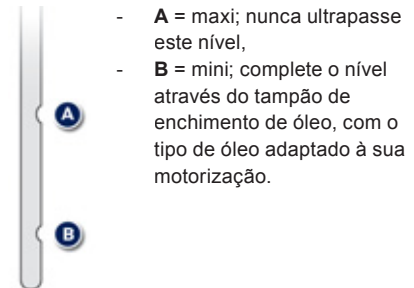 - A = maxi; nunca ultrapasse
este nível,
- B = mini; complete o nível
através do tampão de
enchimento de óleo, com o
tipo de óleo adaptado à sua
motorização.
A
B